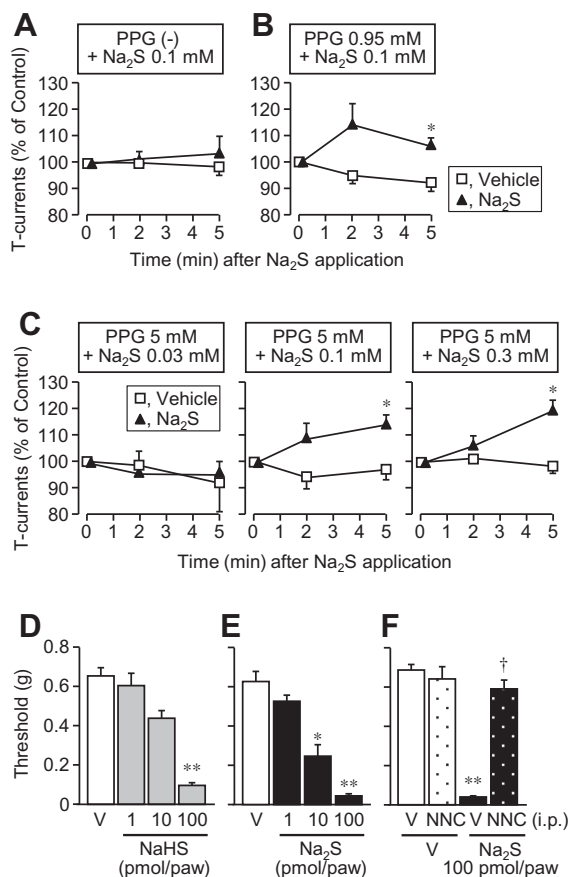 A B
PPG (-)
+ Na₂S 0.1 mM
PPG 0.95 mM
+ Na₂S 0.1 mM
T-currents (% of Control)
130
120
110
100
90
80
0 1 2 3 4 5
*
0 1 2 3 4 5
□, Vehicle
▲, Na₂S
Time (min) after Na₂S application
C
PPG 5 mM
+ Na₂S 0.03 mM
PPG 5 mM
+ Na₂S 0.1 mM
PPG 5 mM
+ Na₂S 0.3 mM
T-currents (% of Control)
130
120
110
100
90
80
□, Vehicle
▲, Na₂S
* *
0 1 2 3 4 5
0 1 2 3 4 5
0 1 2 3 4 5
Time (min) after Na₂S application
D E F
Threshold (g)
0.8
0.6
0.4
0.2
0
**
V 1 10 100
NaHS
(pmol/paw)
*
**
V 1 10 100
Na₂S
(pmol/paw)
**
†
V NNC V NNC (i.p.)
V Na₂S
100 pmol/paw